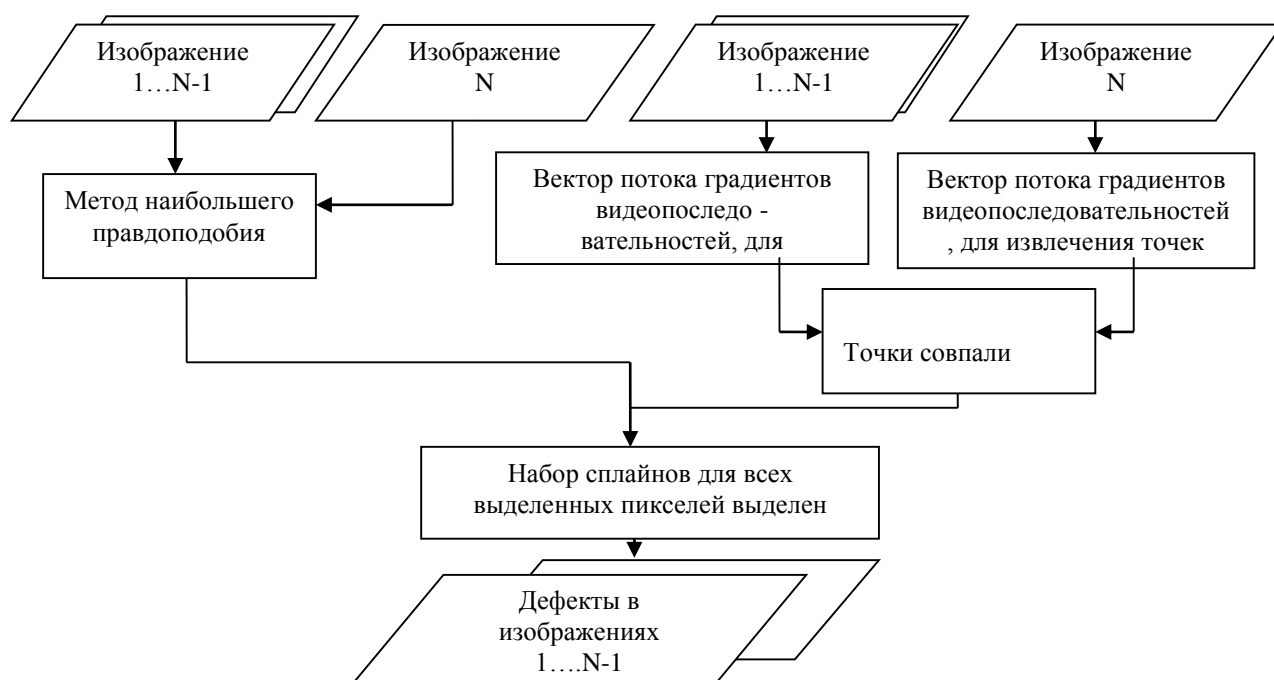 Изображение
1…N-1
Изображение
N
Изображение
1…N-1
Изображение
N
Метод наибольшего
правдоподобия
Вектор потока градиентов
видеопоследо -
вательностей, для
Вектор потока градиентов
видеопоследовательностей
, для извлечения точек
Точки совпали
Набор сплайнов для всех
выделенных пикселей выделен
Дефекты в
изображениях
1….N-1